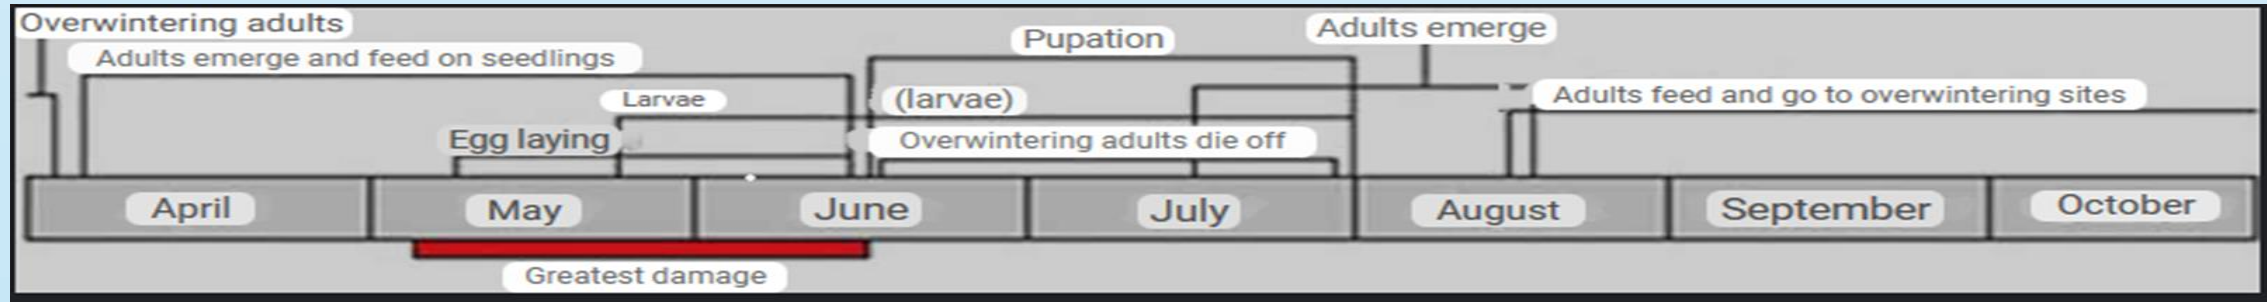 Overwintering adults
Adults emerge and feed on seedlings
Pupation
Adults emerge
Larvae
(larvae)
Adults feed and go to overwintering sites
Egg laying
Overwintering adults die off
April
May
June
July
August
September
October
Greatest damage